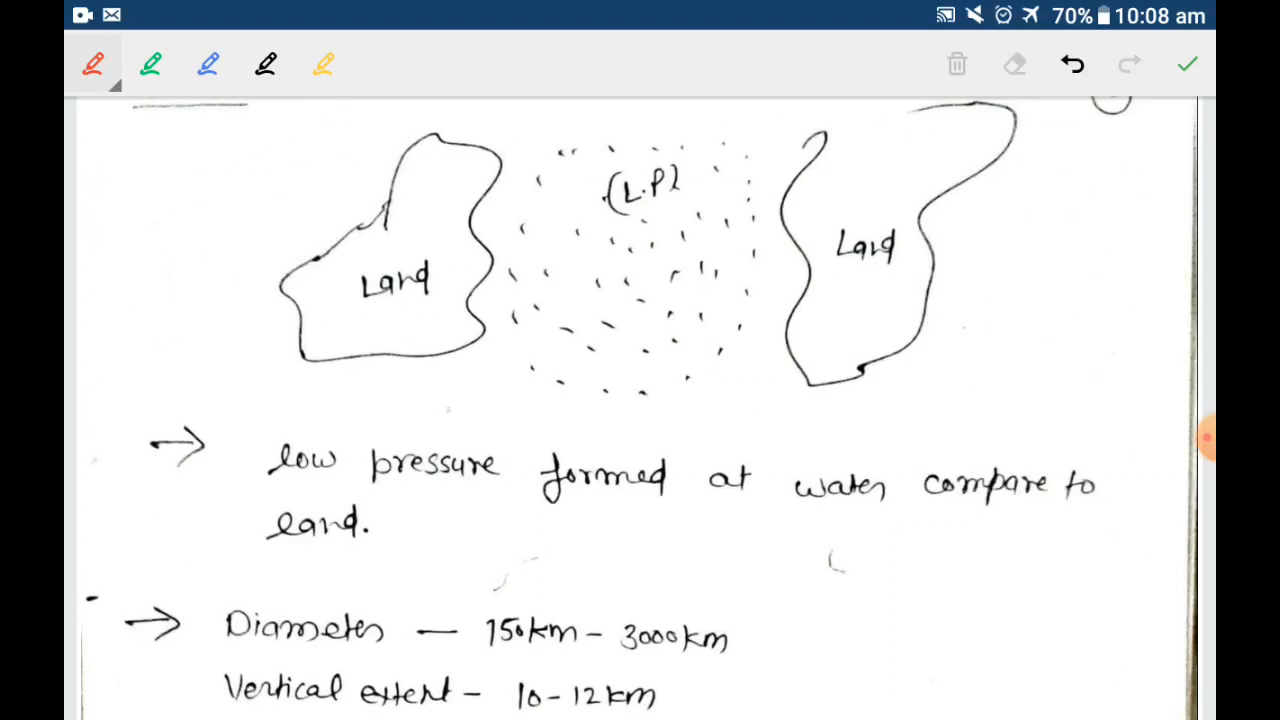 70% 10:08 am
(L.P)
Land
Land
low pressure formed at water compare to
land.
Diameter — 150km - 3000km
Vertical extent - 10-12km